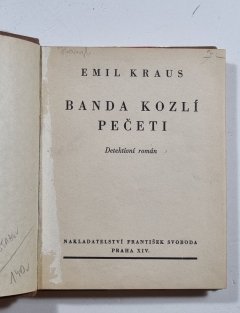 EMIL KRAUS
BANDA KOZLÍ
PEČETI
Detektivní román
NAKLADATELSTVÍ FRANTIŠEK SVOBODA
PRAHA XIV.